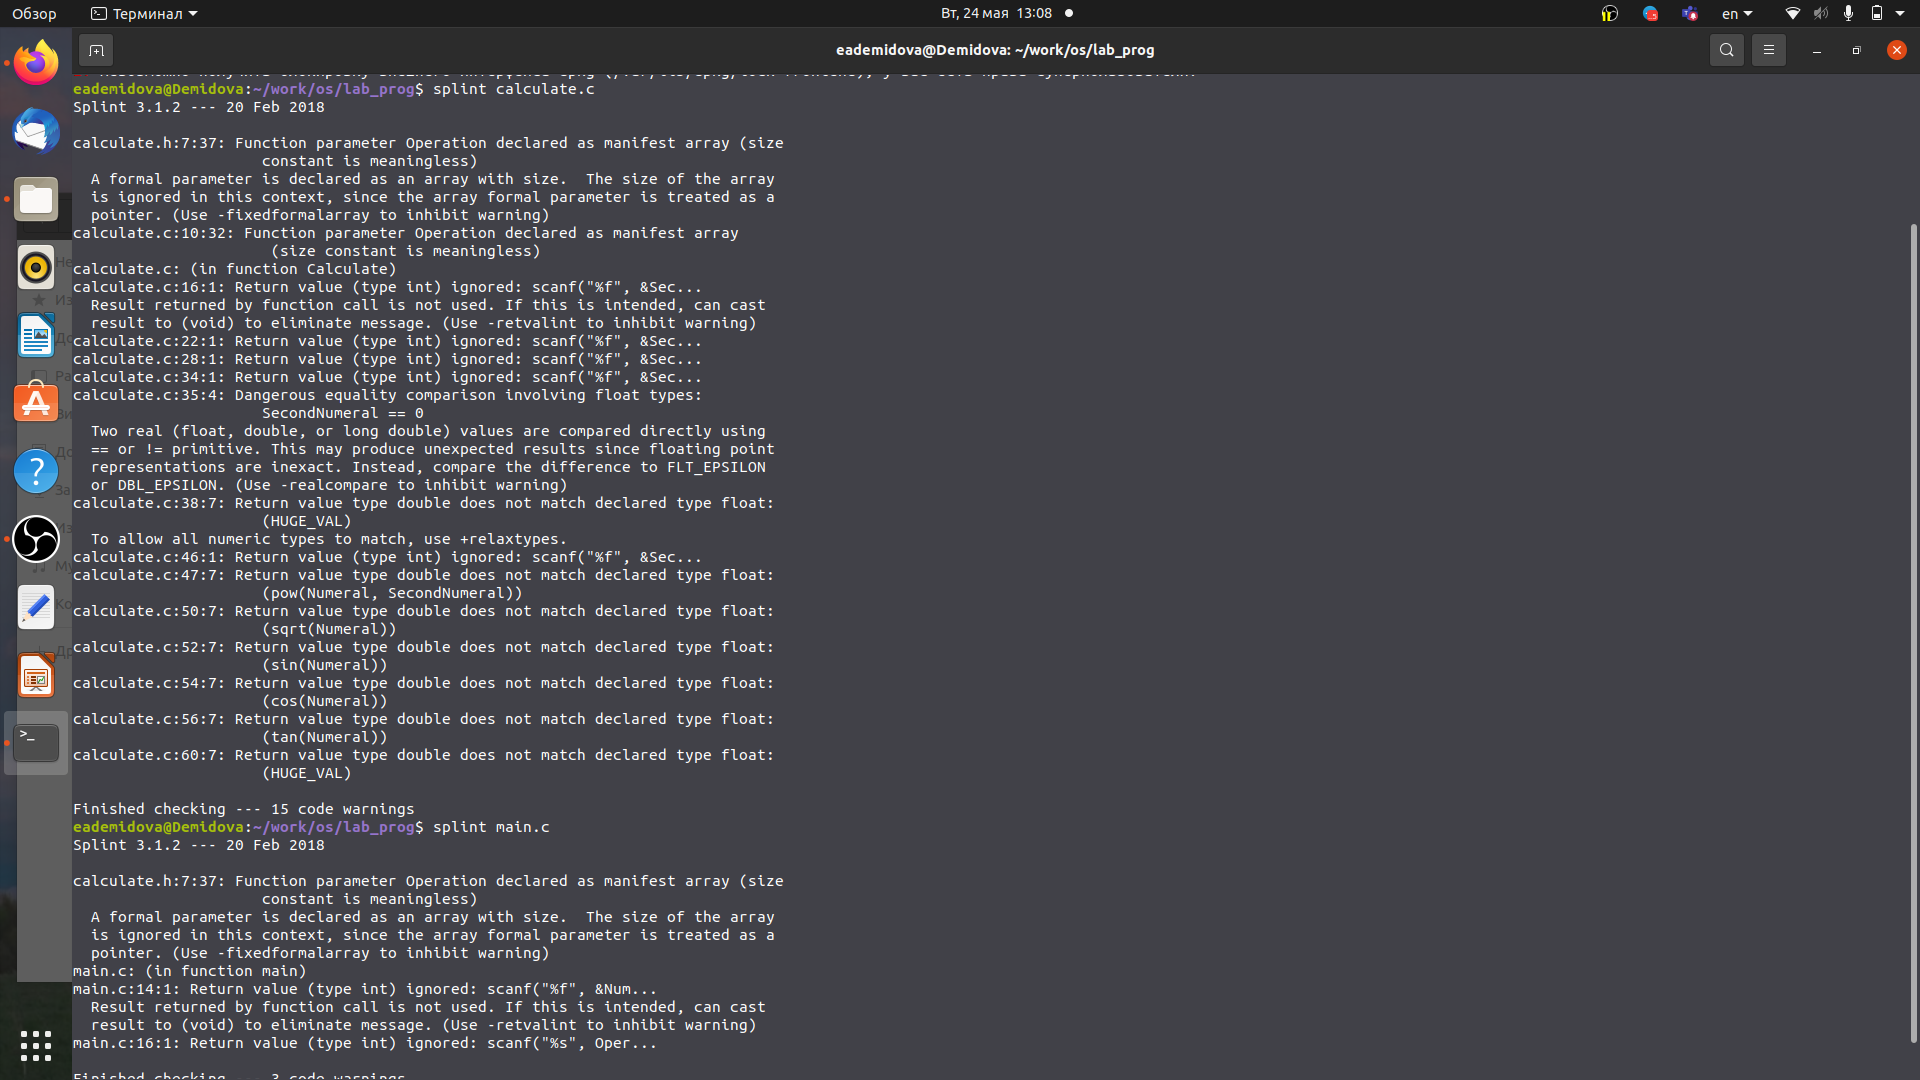 Обзор
Терминал
Вт, 24 мая 13:08
en
eademidova@Demidova: ~/work/os/lab_prog
eademidova@Demidova:~/work/os/lab_prog$ splint calculate.c
Splint 3.1.2 --- 20 Feb 2018
calculate.h:7:37: Function parameter Operation declared as manifest array (size
constant is meaningless)
A formal parameter is declared as an array with size.  The size of the array
is ignored in this context, since the array formal parameter is treated as a
pointer. (Use -fixedformalarray to inhibit warning)
calculate.c:10:32: Function parameter Operation declared as manifest array
(size constant is meaningless)
calculate.c: (in function Calculate)
calculate.c:16:1: Return value (type int) ignored: scanf("%f", &Sec...
Result returned by function call is not used. If this is intended, can cast
result to (void) to eliminate message. (Use -retvalint to inhibit warning)
calculate.c:22:1: Return value (type int) ignored: scanf("%f", &Sec...
calculate.c:28:1: Return value (type int) ignored: scanf("%f", &Sec...
calculate.c:34:1: Return value (type int) ignored: scanf("%f", &Sec...
calculate.c:35:4: Dangerous equality comparison involving float types:
SecondNumeral == 0
Two real (float, double, or long double) values are compared directly using
== or != primitive. This may produce unexpected results since floating point
representations are inexact. Instead, compare the difference to FLT_EPSILON
or DBL_EPSILON. (Use -realcompare to inhibit warning)
calculate.c:38:7: Return value type double does not match declared type float:
(HUGE_VAL)
To allow all numeric types to match, use +relaxtypes.
calculate.c:46:1: Return value (type int) ignored: scanf("%f", &Sec...
calculate.c:47:7: Return value type double does not match declared type float:
(pow(Numeral, SecondNumeral))
calculate.c:50:7: Return value type double does not match declared type float:
(sqrt(Numeral))
calculate.c:52:7: Return value type double does not match declared type float:
(sin(Numeral))
calculate.c:54:7: Return value type double does not match declared type float:
(cos(Numeral))
calculate.c:56:7: Return value type double does not match declared type float:
(tan(Numeral))
calculate.c:60:7: Return value type double does not match declared type float:
(HUGE_VAL)
Finished checking --- 15 code warnings
eademidova@Demidova:~/work/os/lab_prog$ splint main.c
Splint 3.1.2 --- 20 Feb 2018
calculate.h:7:37: Function parameter Operation declared as manifest array (size
constant is meaningless)
A formal parameter is declared as an array with size.  The size of the array
is ignored in this context, since the array formal parameter is treated as a
pointer. (Use -fixedformalarray to inhibit warning)
main.c: (in function main)
main.c:14:1: Return value (type int) ignored: scanf("%f", &Num...
Result returned by function call is not used. If this is intended, can cast
result to (void) to eliminate message. (Use -retvalint to inhibit warning)
main.c:16:1: Return value (type int) ignored: scanf("%s", Oper...
Finished checking --- 3 code warnings